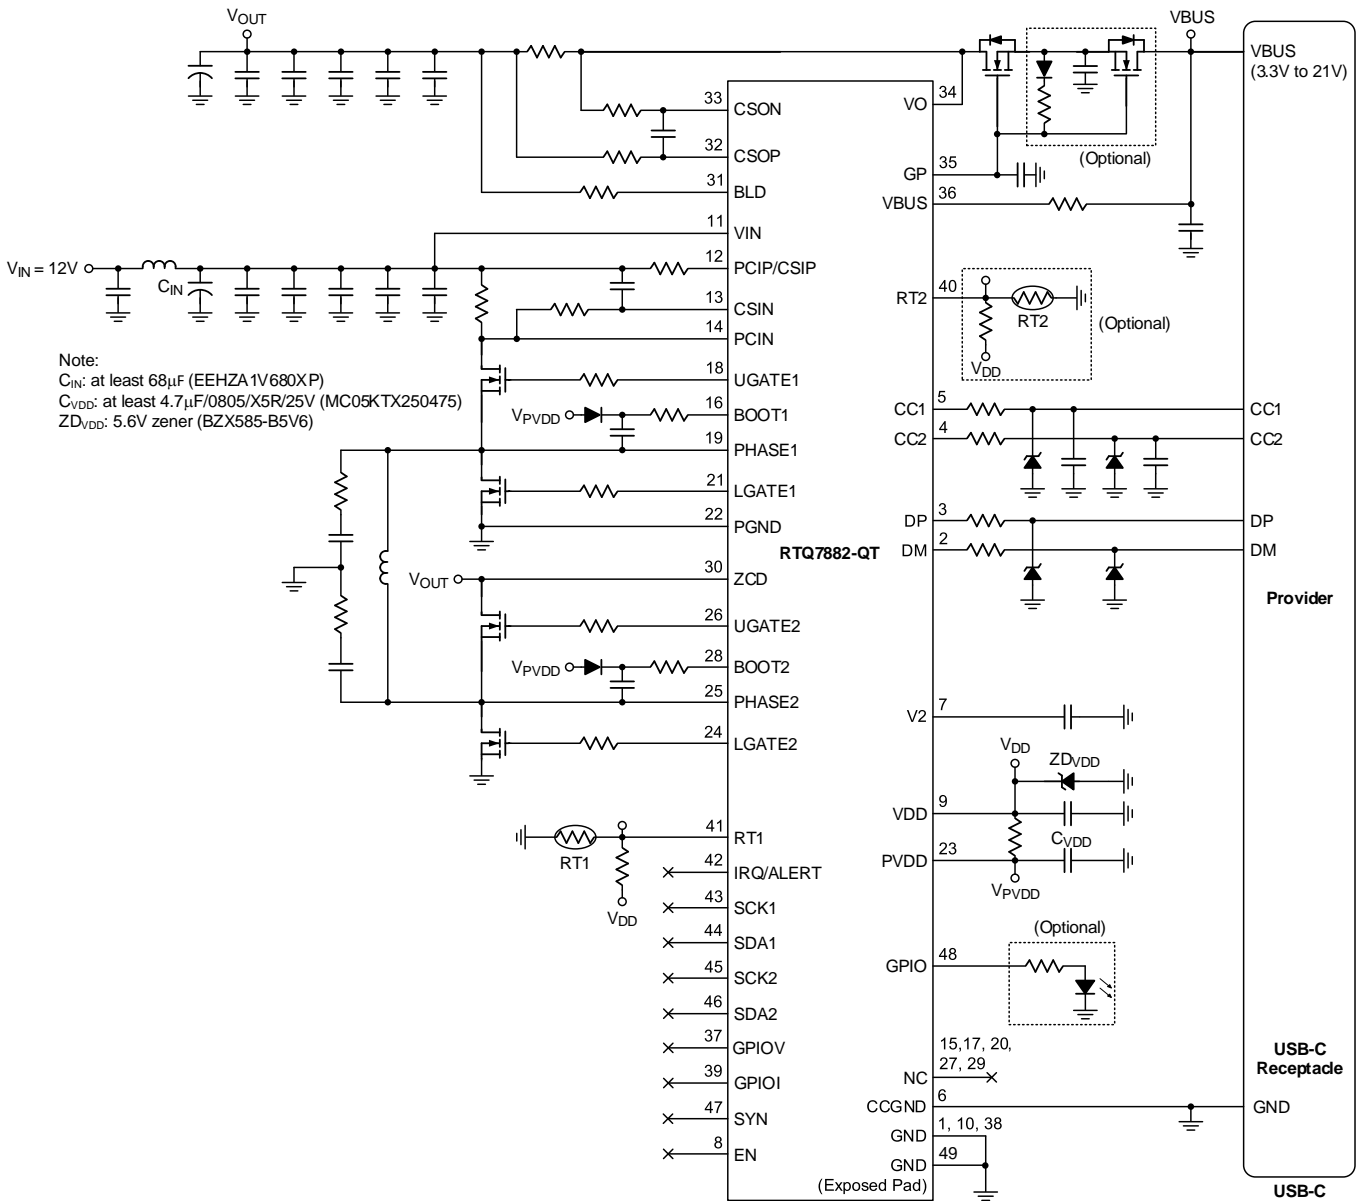 VOUT
VBUS
VBUS
(3.3V to 21V)
33
CSON
VO
34
32
CSOP
(Optional)
GP
35
31
BLD
VBUS
36
11
VIN
VIN = 12V
CIN
12
PCIP/CSIP
13
CSIN
RT2
40
RT2
(Optional)
VDD
14
PCIN
Note:
CIN: at least 68μF (EEHZA1V680XP)
CVDD: at least 4.7μF/0805/X5R/25V (MC05KTX250475)
ZDVDD: 5.6V zener (BZX585-B5V6)
18
UGATE1
VPVDD
16
BOOT1
CC1
5
CC1
CC2
4
CC2
19
PHASE1
21
LGATE1
22
PGND
DP
3
DP
RTQ7882-QT
DM
2
DM
Provider
VOUT
30
ZCD
26
UGATE2
VPVDD
28
BOOT2
25
PHASE2
V2
7
24
LGATE2
VDD
ZDVDD
VDD
9
CVDD
PVDD
23
VPVDD
41
RT1
RT1
VDD
42
IRQ/ALERT
43
SCK1
44
SDA1
45
SCK2
46
SDA2
37
GPIOV
39
GPIOI
47
SYN
8
EN
(Optional)
GPIO
48
15,17, 20,
27, 29
NC
CCGND
6
GND
1, 10, 38
GND
49
(Exposed Pad)
USB-C
Receptacle
GND
USB-C